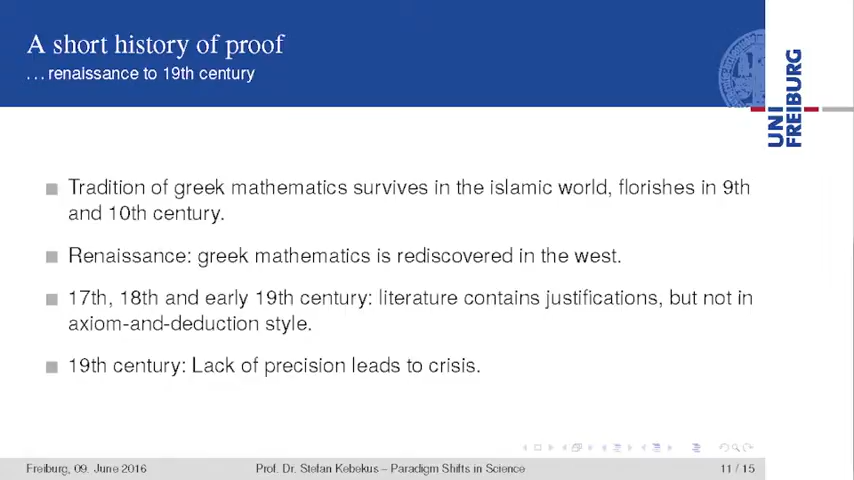 A short history of proof
...renaissance to 19th century
UNI
FREIBURG
Tradition of greek mathematics survives in the islamic world, florishes in 9th
and 10th century.
Renaissance: greek mathematics is rediscovered in the west.
17th, 18th and early 19th century: literature contains justifications, but not in
axiom-and-deduction style.
19th century: Lack of precision leads to crisis.
Freiburg, 09. June 2016
Prof. Dr. Stefan Kebekus – Paradigm Shifts in Science
11 / 15